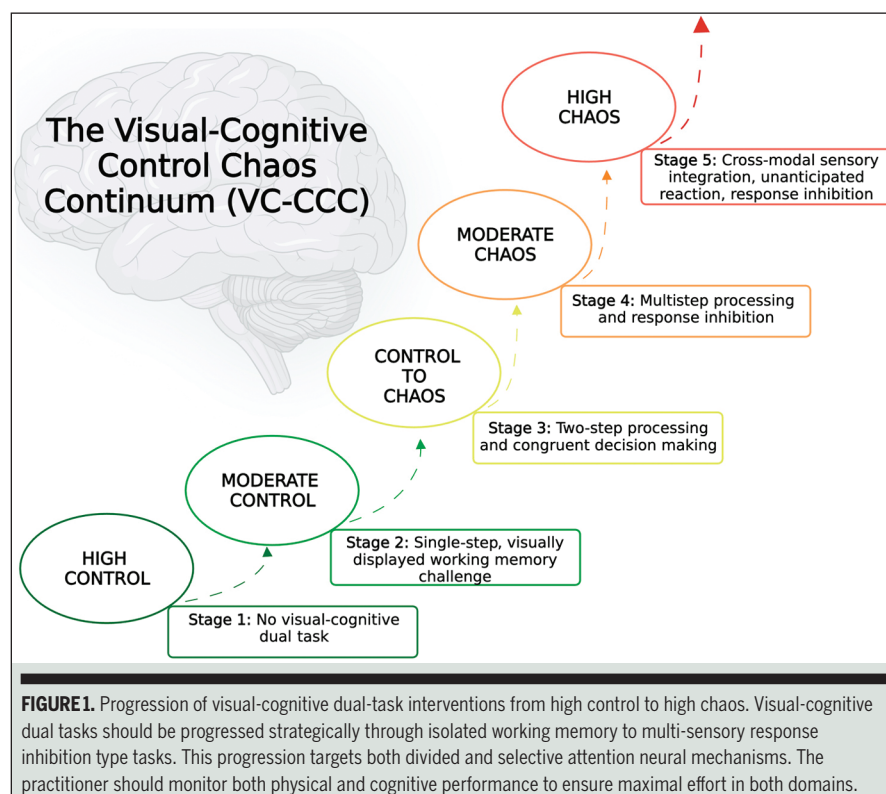 The Visual-Cognitive
Control Chaos
Continuum (VC-CCC)
HIGH
CHAOS
Stage 5: Cross-modal sensory
integration, unanticipated
reaction, response inhibition
MODERATE
CHAOS
Stage 4: Multistep processing
and response inhibition
CONTROL
TO
CHAOS
Stage 3: Two-step processing
and congruent decision making
MODERATE
CONTROL
Stage 2: Single-step, visually
displayed working memory
challenge
HIGH
CONTROL
Stage 1: No visual-cognitive
dual task
FIGURE 1. Progression of visual-cognitive dual-task interventions from high control to high chaos. Visual-cognitive
dual tasks should be progressed strategically through isolated working memory to multi-sensory response
inhibition type tasks. This progression targets both divided and selective attention neural mechanisms. The
practitioner should monitor both physical and cognitive performance to ensure maximal effort in both domains.